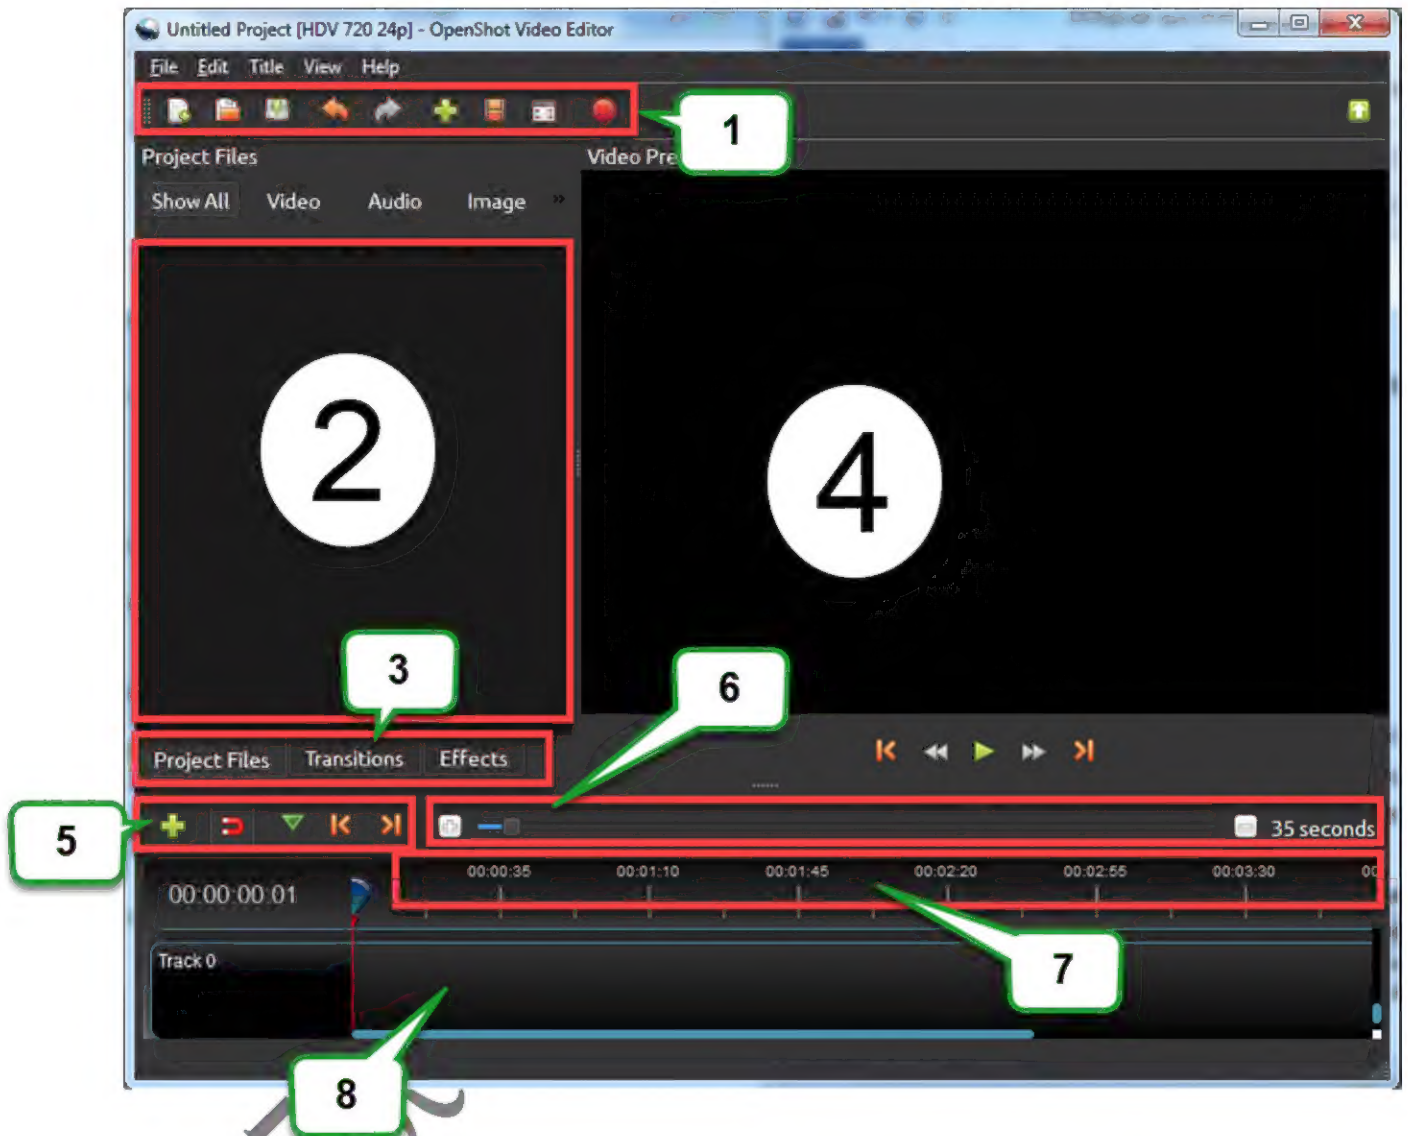 Untitled Project [HDV 720 24p] - OpenShot Video Editor
File Edit Title View Help
1
Project Files
Video Pre
Show All Video Audio Image »
2
4
3
6
Project Files Transitions Effects
5
35 seconds
00:00:35 00:01:10 00:01:45 00:02:20 00:02:55 00:03:30 00
00:00:00:01
7
Track 0
8